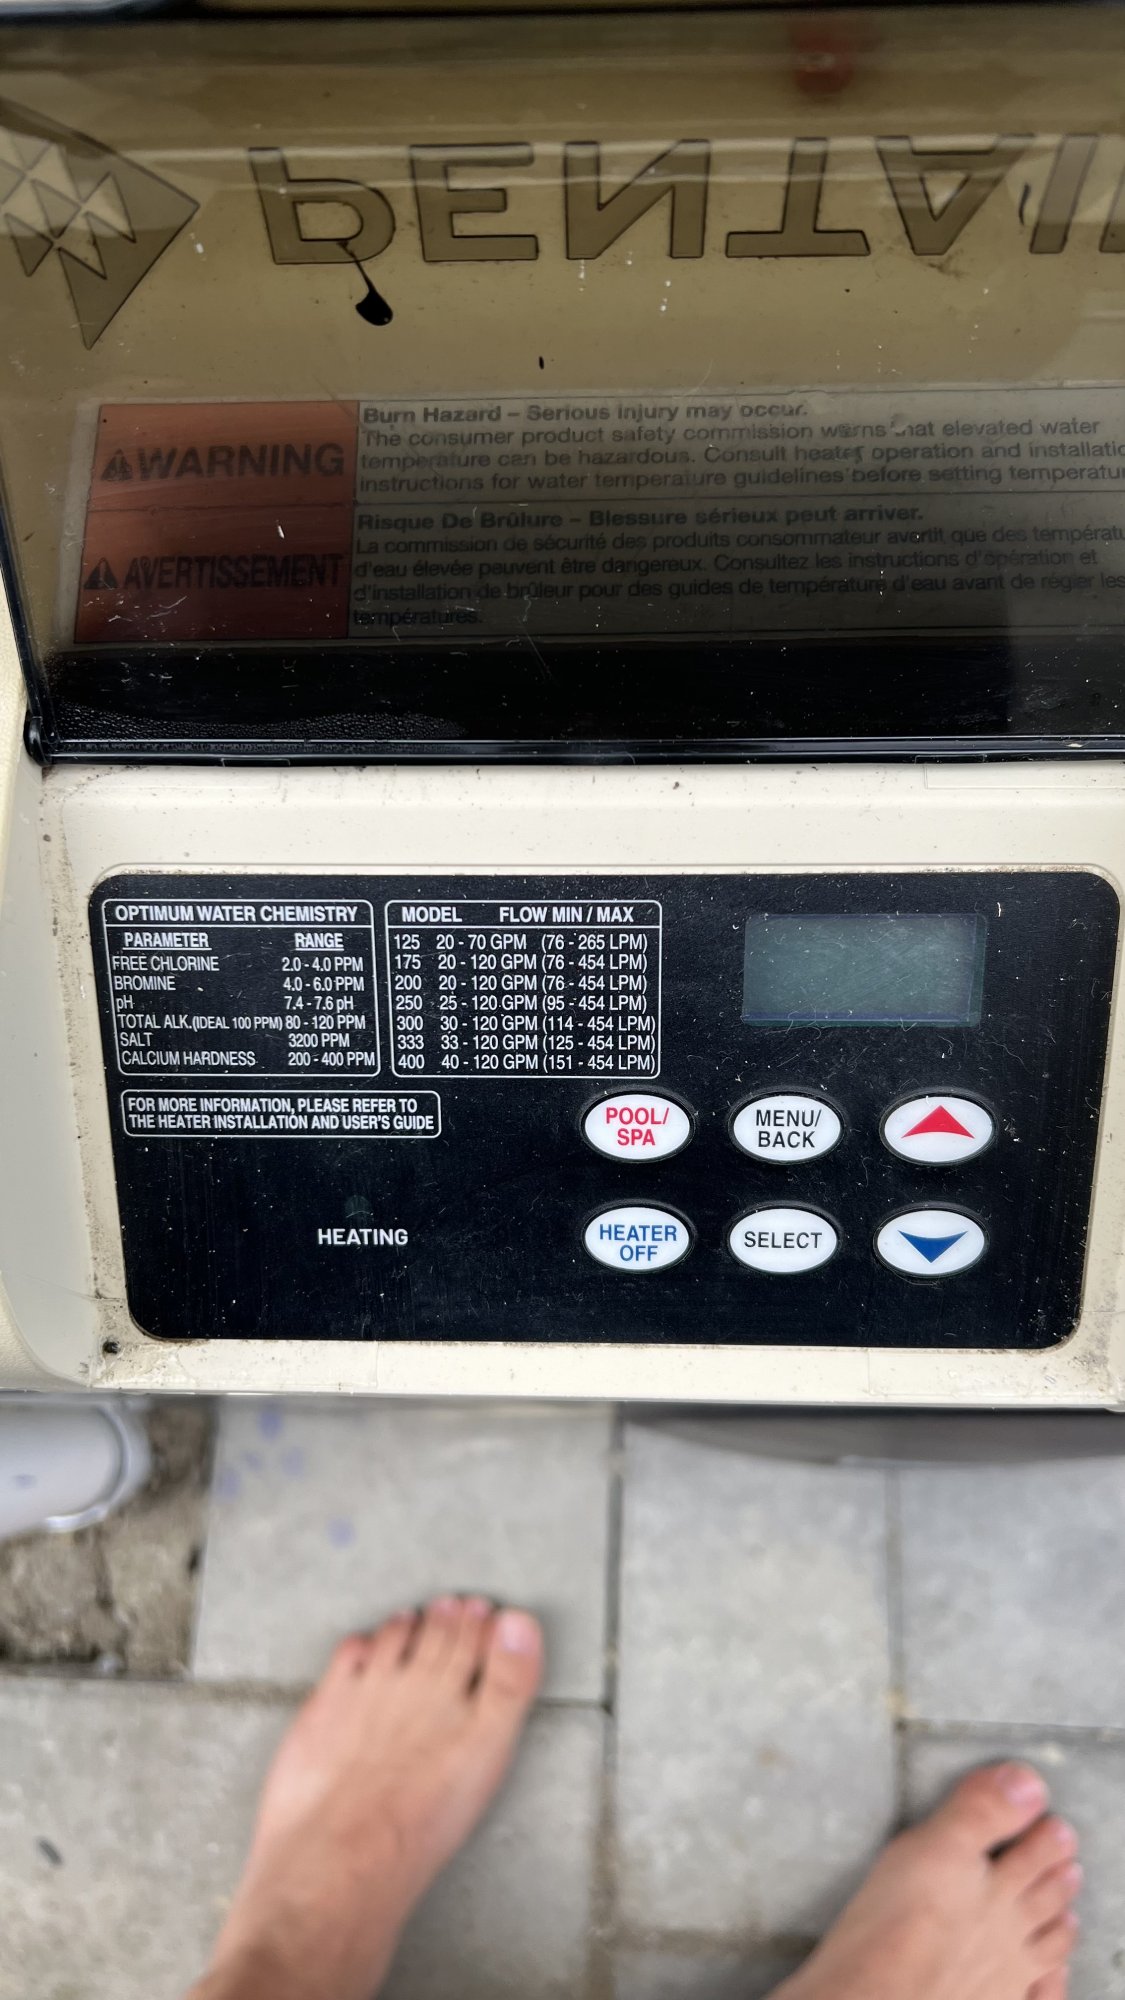 PENTAI
WARNING
Burn Hazard – Serious injury may occur.
The consumer product safety commission warns that elevated water
temperature can be hazardous. Consult heater operation and installatio
instructions for water temperature guidelines before setting temperatu
AVERTISSEMENT
Risque De Brûlure – Blessure sérieux peut arriver.
La commission de sécurité des produits consommateur avertit que des températu
d'eau élevée peuvent être dangereux. Consultez les instructions d'opération et
d'installation de brûleur pour des guides de température d'eau avant de régler les
températures.
OPTIMUM WATER CHEMISTRY
PARAMETER RANGE
FREE CHLORINE 2.0 - 4.0 PPM
BROMINE 4.0 - 6.0 PPM
pH 7.4 - 7.6 pH
TOTAL ALK.(IDEAL 100 PPM) 80 - 120 PPM
SALT 3200 PPM
CALCIUM HARDNESS 200 - 400 PPM
MODEL FLOW MIN / MAX
125 20 - 70 GPM (76 - 265 LPM)
175 20 - 120 GPM (76 - 454 LPM)
200 20 - 120 GPM (76 - 454 LPM)
250 25 - 120 GPM (95 - 454 LPM)
300 30 - 120 GPM (114 - 454 LPM)
333 33 - 120 GPM (125 - 454 LPM)
400 40 - 120 GPM (151 - 454 LPM)
FOR MORE INFORMATION, PLEASE REFER TO
THE HEATER INSTALLATION AND USER'S GUIDE
POOL/
SPA
MENU/
BACK
HEATING
HEATER
OFF
SELECT